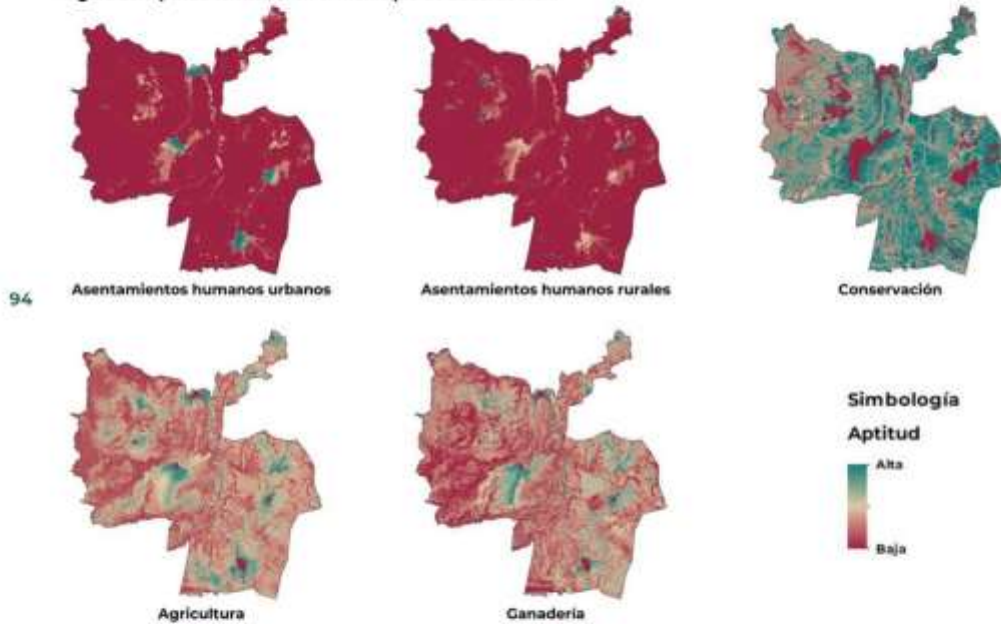 Asentamientos humanos urbanos
Asentamientos humanos rurales
Conservación
94
Agricultura
Ganadería
Simbología
Aptitud
Alta
Baja